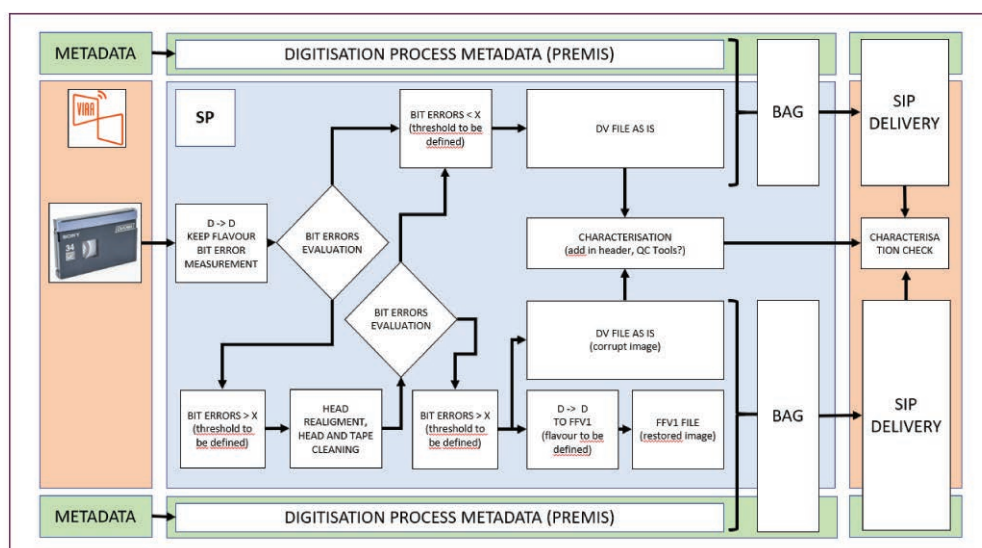 METADATA
DIGITISATION PROCESS METADATA (PREMIS)
VIAA
SP
BIT ERRORS < X
(threshold to be
defined)
DV FILE AS IS
BAG
SIP
DELIVERY
SONY
34
D -> D
KEEP FLAVOUR
BIT ERROR
MEASUREMENT
BIT ERRORS
EVALUATION
CHARACTERISATION
(add in header, QC Tools?)
CHARACTERISA
TION CHECK
BIT ERRORS
EVALUATION
DV FILE AS IS
(corrupt image)
BIT ERRORS > X
(threshold to
be defined)
HEAD
REALIGMENT,
HEAD AND TAPE
CLEANING
BIT ERRORS > X
(threshold to
be defined)
D -> D
TO FFV1
(flavour to be
defined)
FFV1 FILE
(restored image)
BAG
SIP
DELIVERY
METADATA
DIGITISATION PROCESS METADATA (PREMIS)